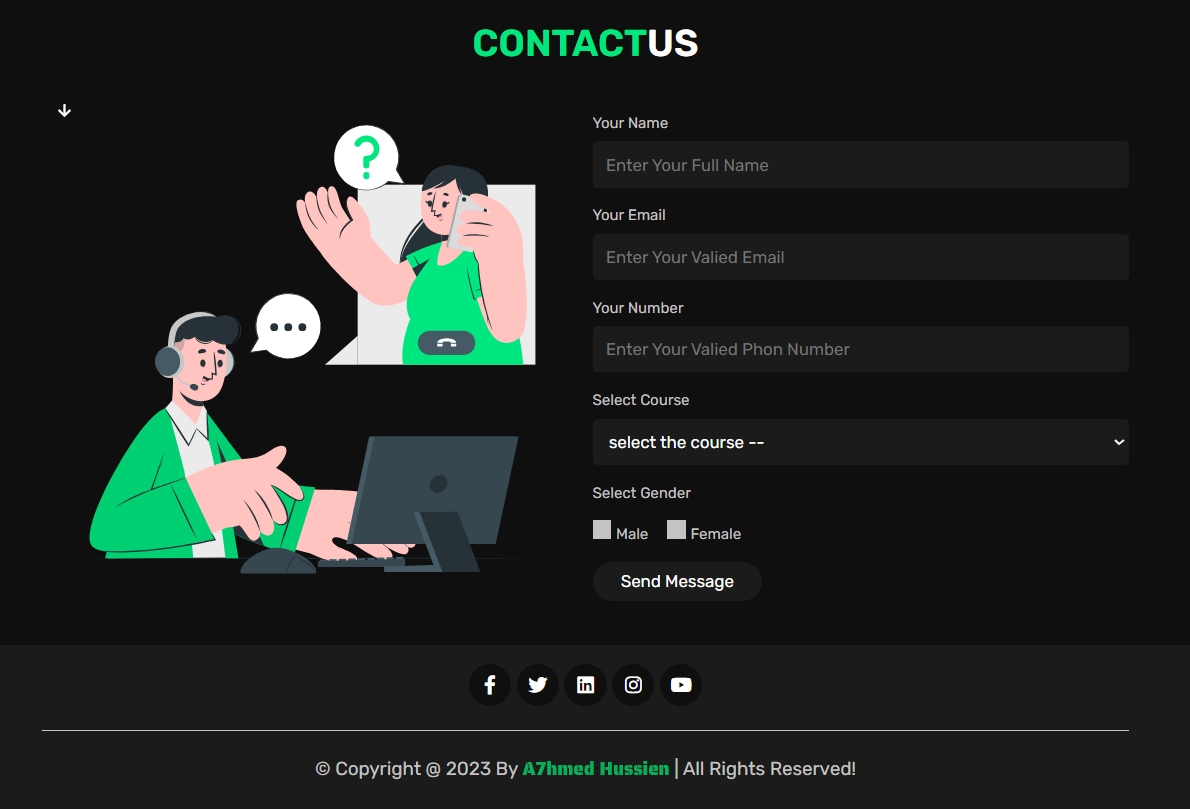 CONTACTUS
?
Your Name
Enter Your Full Name
Your Email
Enter Your Valied Email
Your Number
Enter Your Valied Phon Number
Select Course
select the course --
Select Gender
Male Female
Send Message
© Copyright @ 2023 By A7hmed Hussien | All Rights Reserved!